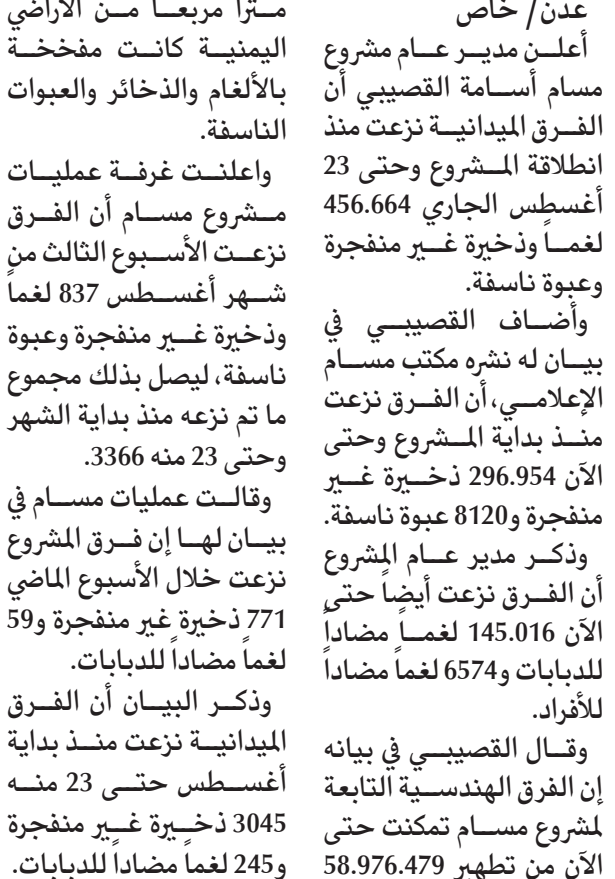 عدن/ خاص
أعلن مدير عام مشروع
مسام أسامة القصيبي أن
الفرق الميدانية نزعت منذ
انطلاقة المشروع وحتى 23
أغسطس الجاري 456.664
لغماً وذخيرة غير منفجرة
وعبوة ناسفة.
وأضاف القصيبي في
بيان له نشره مكتب مسام
الإعلامي، أن الفرق نزعت
منذ بداية المشروع وحتى
الآن 296.954 ذخيرة غير
منفجرة و8120 عبوة ناسفة.
وذكر مدير عام المشروع
أن الفرق نزعت أيضاً حتى
الآن 145.016 لغماً مضاداً
للدبابات و6574 لغماً مضاداً
للأفراد.
وقال القصيبي في بيانه
إن الفرق الهندسية التابعة
لمشروع مسام تمكنت حتى
الآن من تطهير 58.976.479
متراً مربعاً من الأراضي
اليمنية كانت مفخخة
بالألغام والذخائر والعبوات
الناسفة.
واعلنت غرفة عمليات
مشروع مسام أن الفرق
نزعت الأسبوع الثالث من
شهر أغسطس 837 لغماً
وذخيرة غير منفجرة وعبوة
ناسفة، ليصل بذلك مجموع
ما تم نزعه منذ بداية الشهر
وحتى 23 منه 3366.
وقالت عمليات مسام في
بيان لها إن فرق المشروع
نزعت خلال الأسبوع الماضي
771 ذخيرة غير منفجرة و59
لغماً مضاداً للدبابات.
وذكر البيان أن الفرق
الميدانية نزعت منذ بداية
أغسطس حتى 23 منه
3045 ذخيرة غير منفجرة
و245 لغماً مضاداً للدبابات.